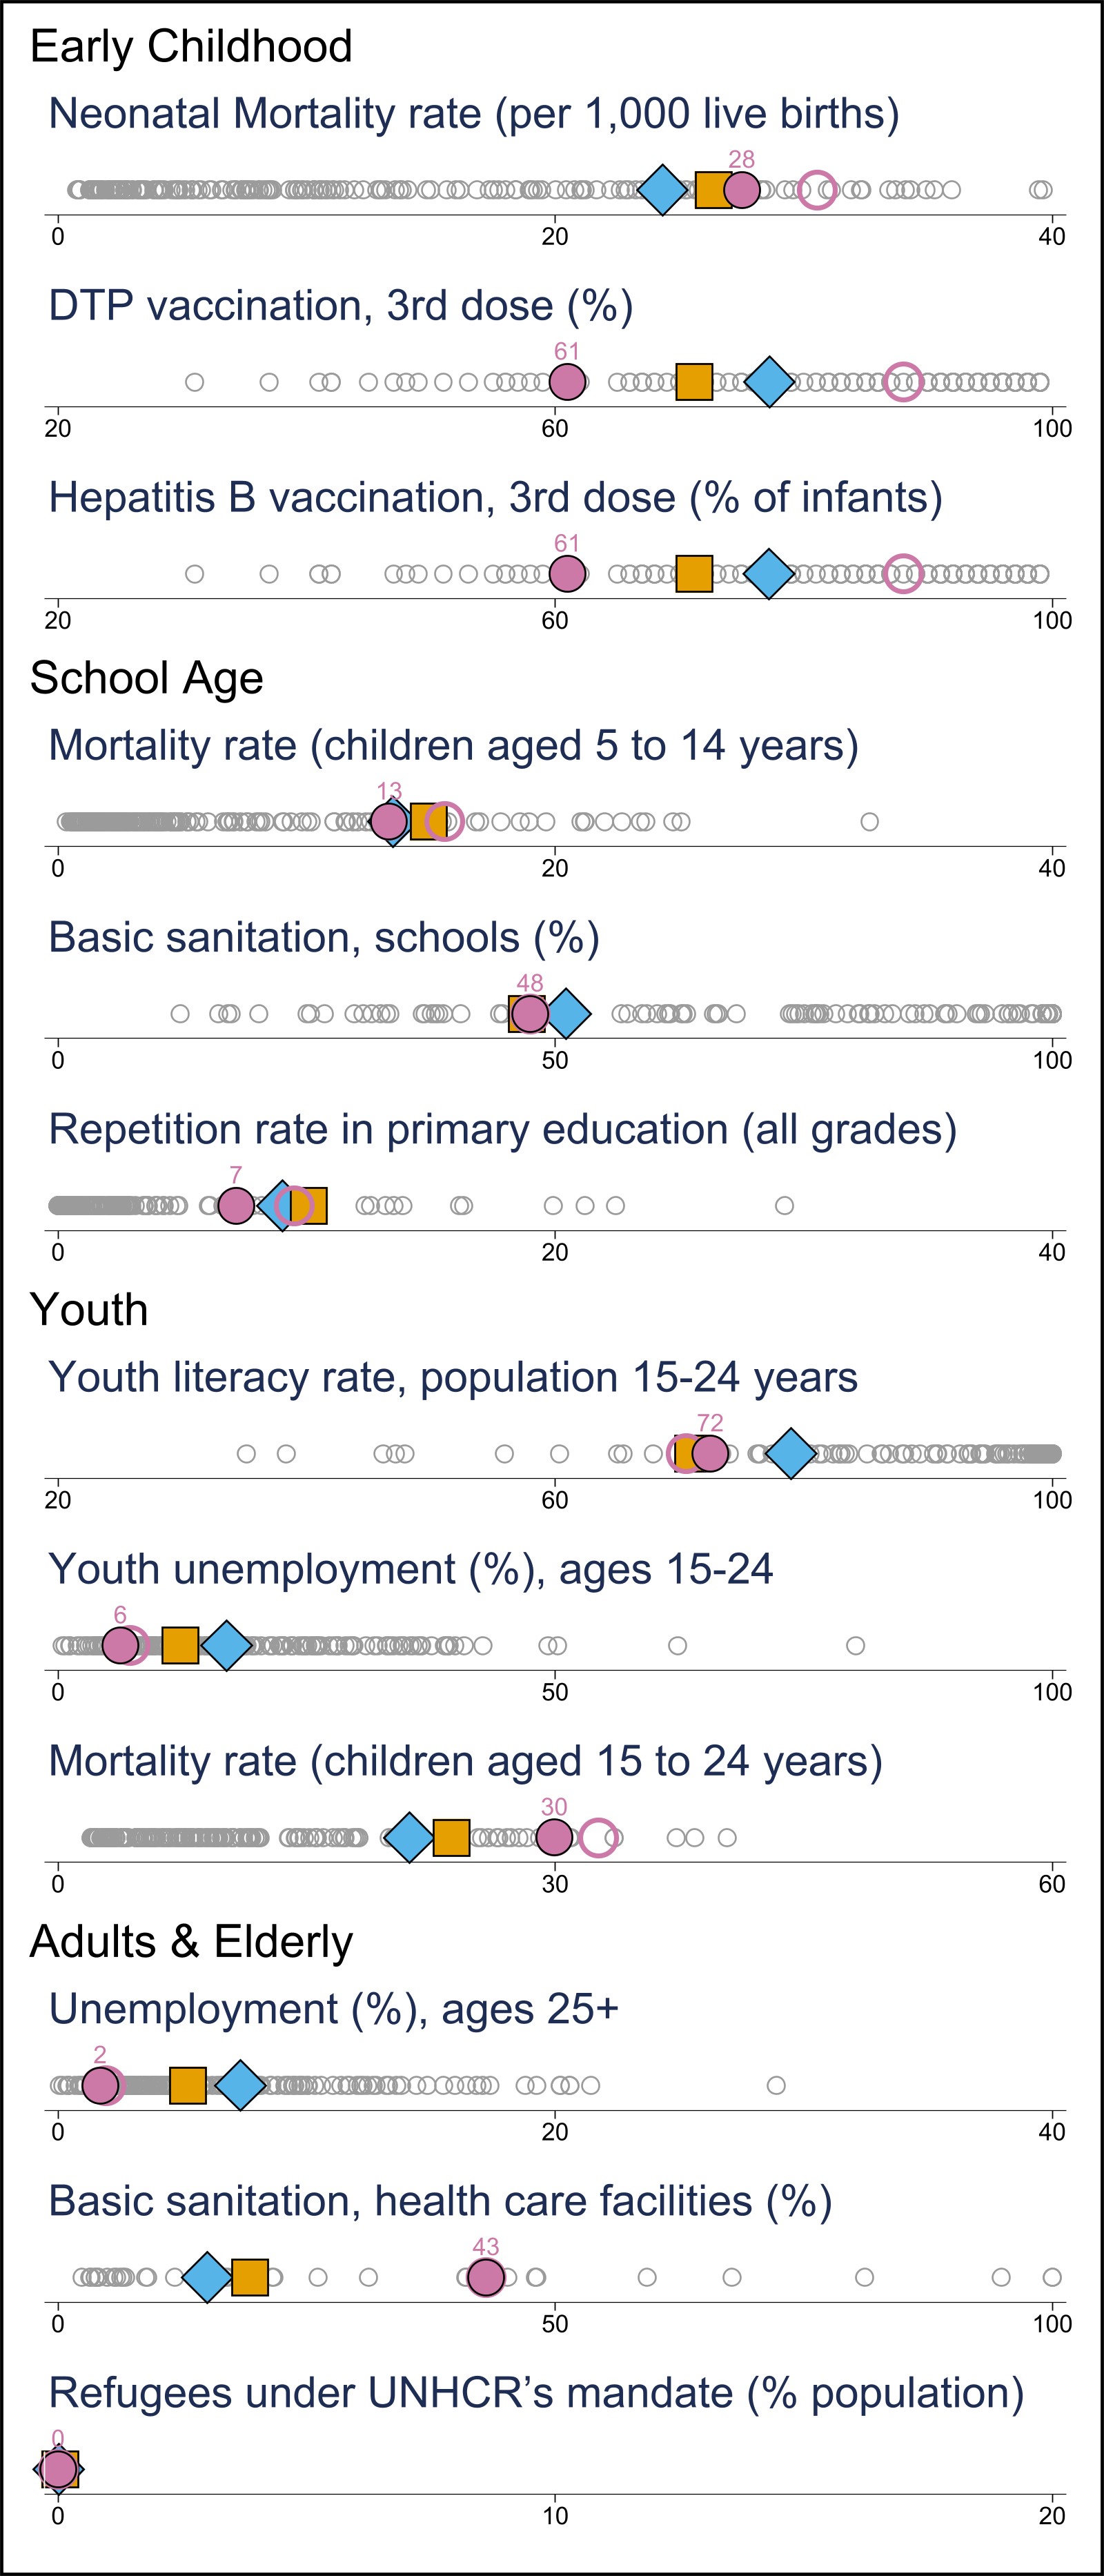 Early Childhood
Neonatal Mortality rate (per 1,000 live births)
28
0 20 40
DTP vaccination, 3rd dose (%)
61
20 60 100
Hepatitis B vaccination, 3rd dose (% of infants)
61
20 60 100
School Age
Mortality rate (children aged 5 to 14 years)
13
0 20 40
Basic sanitation, schools (%)
48
0 50 100
Repetition rate in primary education (all grades)
7
0 20 40
Youth
Youth literacy rate, population 15-24 years
72
20 60 100
Youth unemployment (%), ages 15-24
6
0 50 100
Mortality rate (children aged 15 to 24 years)
30
0 30 60
Adults & Elderly
Unemployment (%), ages 25+
2
0 20 40
Basic sanitation, health care facilities (%)
43
0 50 100
Refugees under UNHCR’s mandate (% population)
0
0 10 20